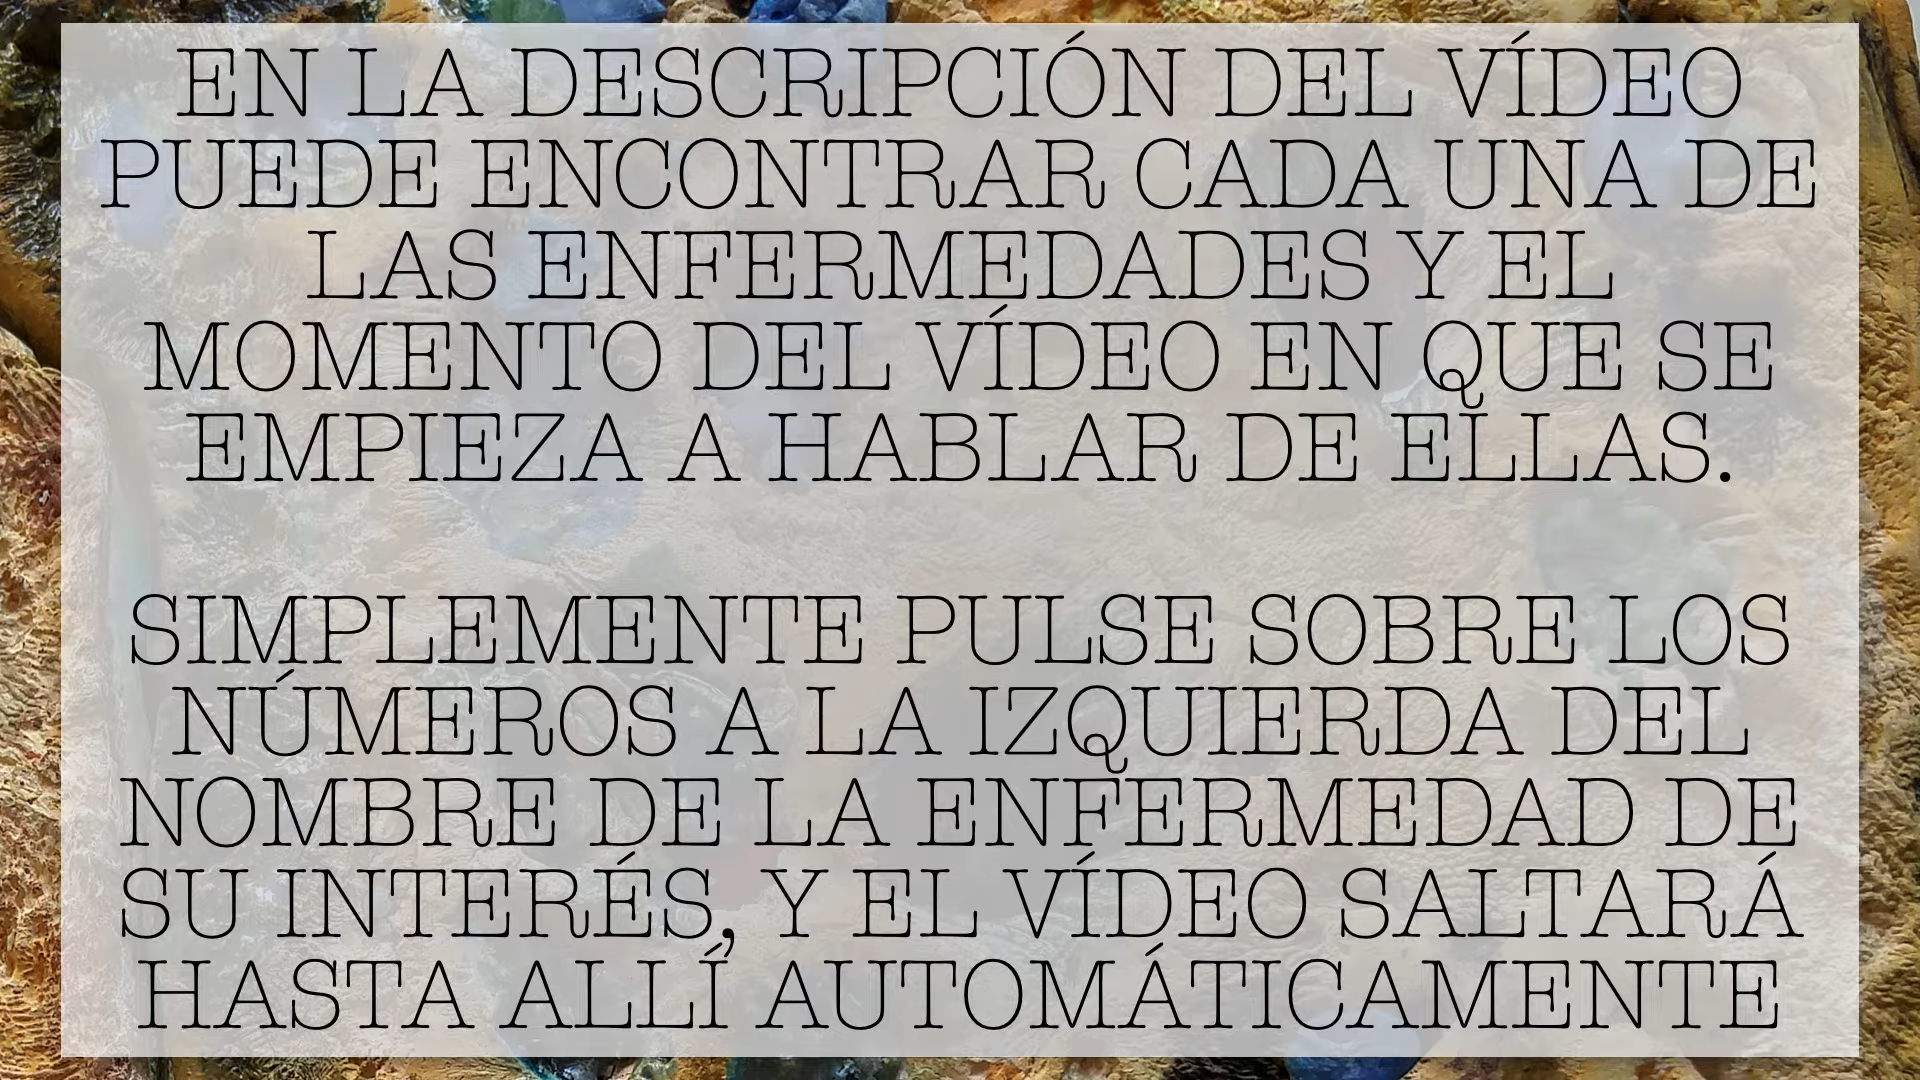 EN LA DESCRIPCIÓN DEL VÍDEO
PUEDE ENCONTRAR CADA UNA DE
LAS ENFERMEDADES Y EL
MOMENTO DEL VÍDEO EN QUE SE
EMPIEZA A HABLAR DE ELLAS.
SIMPLEMENTE PULSE SOBRE LOS
NÚMEROS A LA IZQUIERDA DEL
NOMBRE DE LA ENFERMEDAD DE
SU INTERÉS, Y EL VÍDEO SALTARÁ
HASTA ALLÍ AUTOMÁTICAMENTE